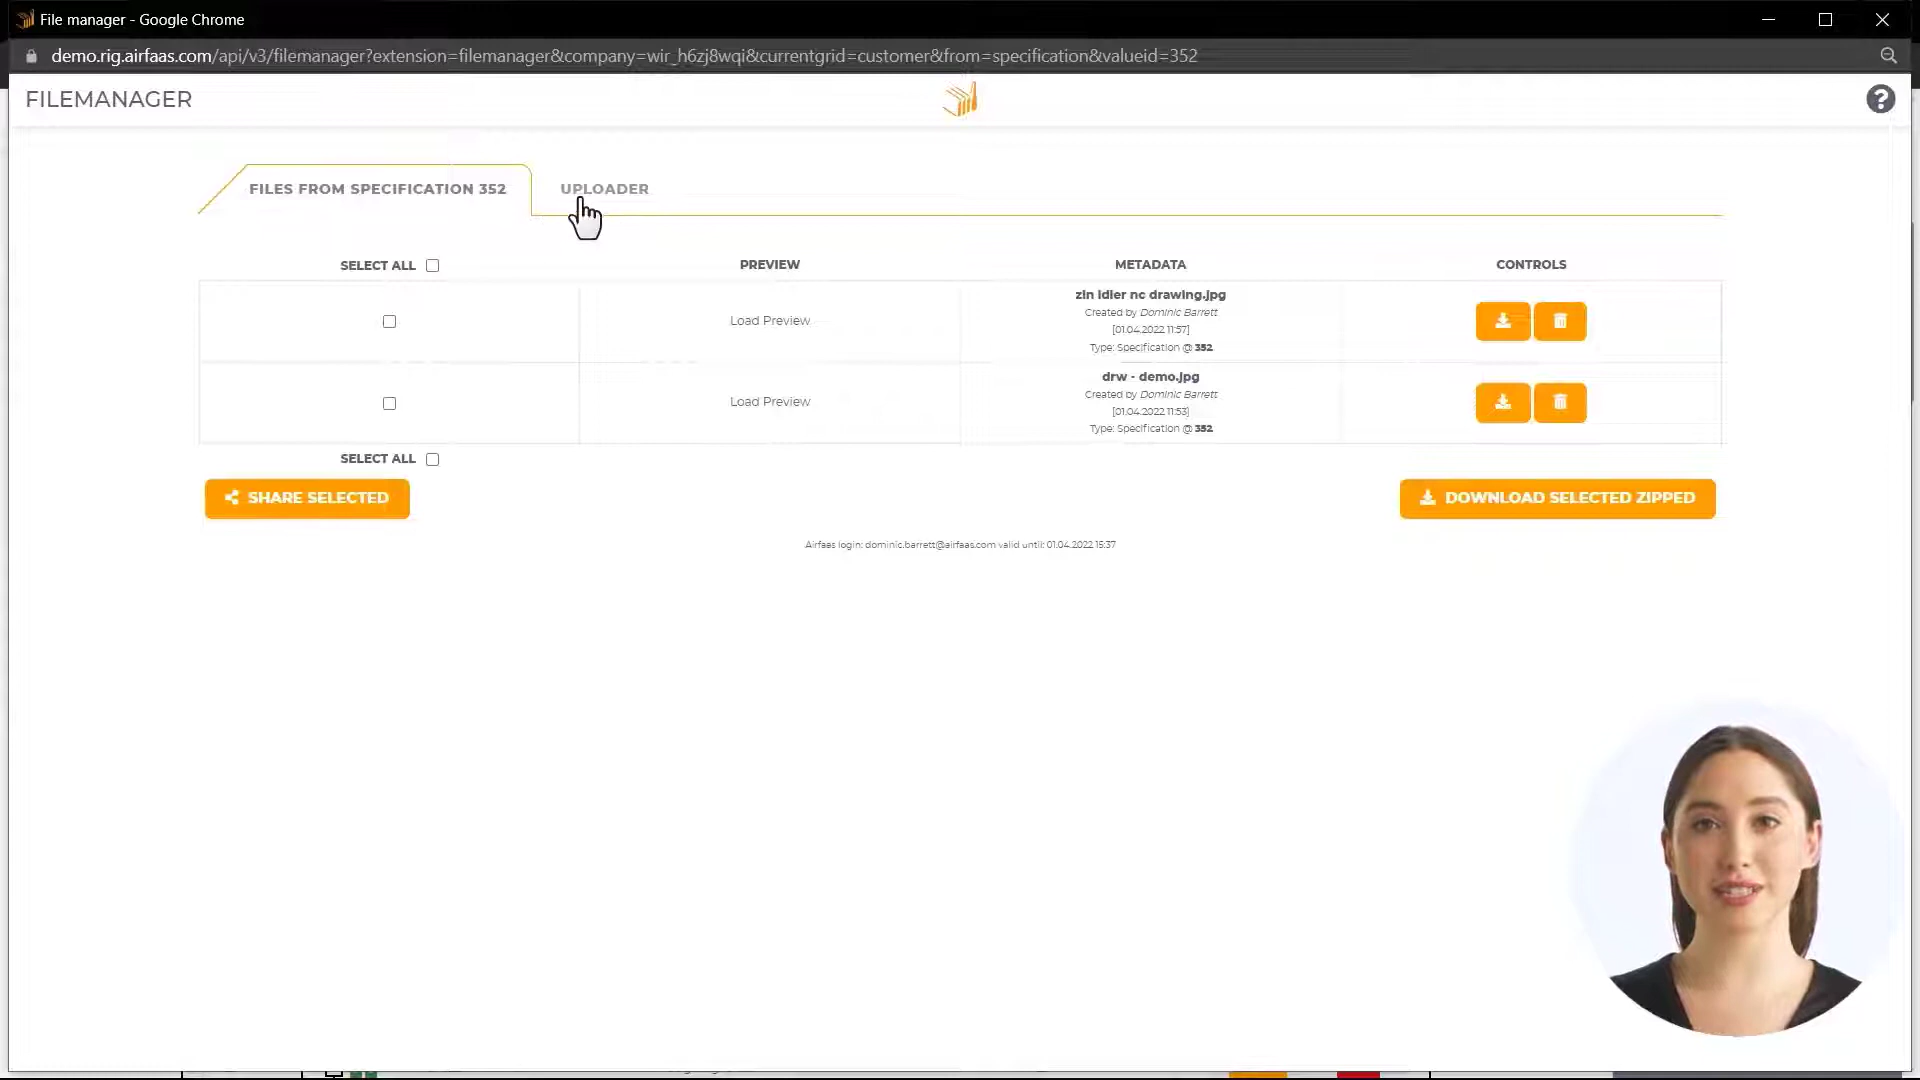 File manager - Google Chrome
demo.rig.airfaas.com/api/v3/filemanager?extension=filemanager&company=wir_h6zj8wqi&currentgrid=customer&from=specification&valueid=352
FILEMANAGER
?
FILES FROM SPECIFICATION 352
UPLOADER
SELECT ALL
PREVIEW
METADATA
CONTROLS
Load Preview
zin idler nc drawing.jpg
Created by Dominic Barrett
[01.04.2022 11:57]
Type: Specification @ 352
Load Preview
drw - demo.jpg
Created by Dominic Barrett
[01.04.2022 11:53]
Type: Specification @ 352
SELECT ALL
SHARE SELECTED
DOWNLOAD SELECTED ZIPPED
Airfaas login: dominic.barrett@airfaas.com valid until: 01.04.2022 15:37